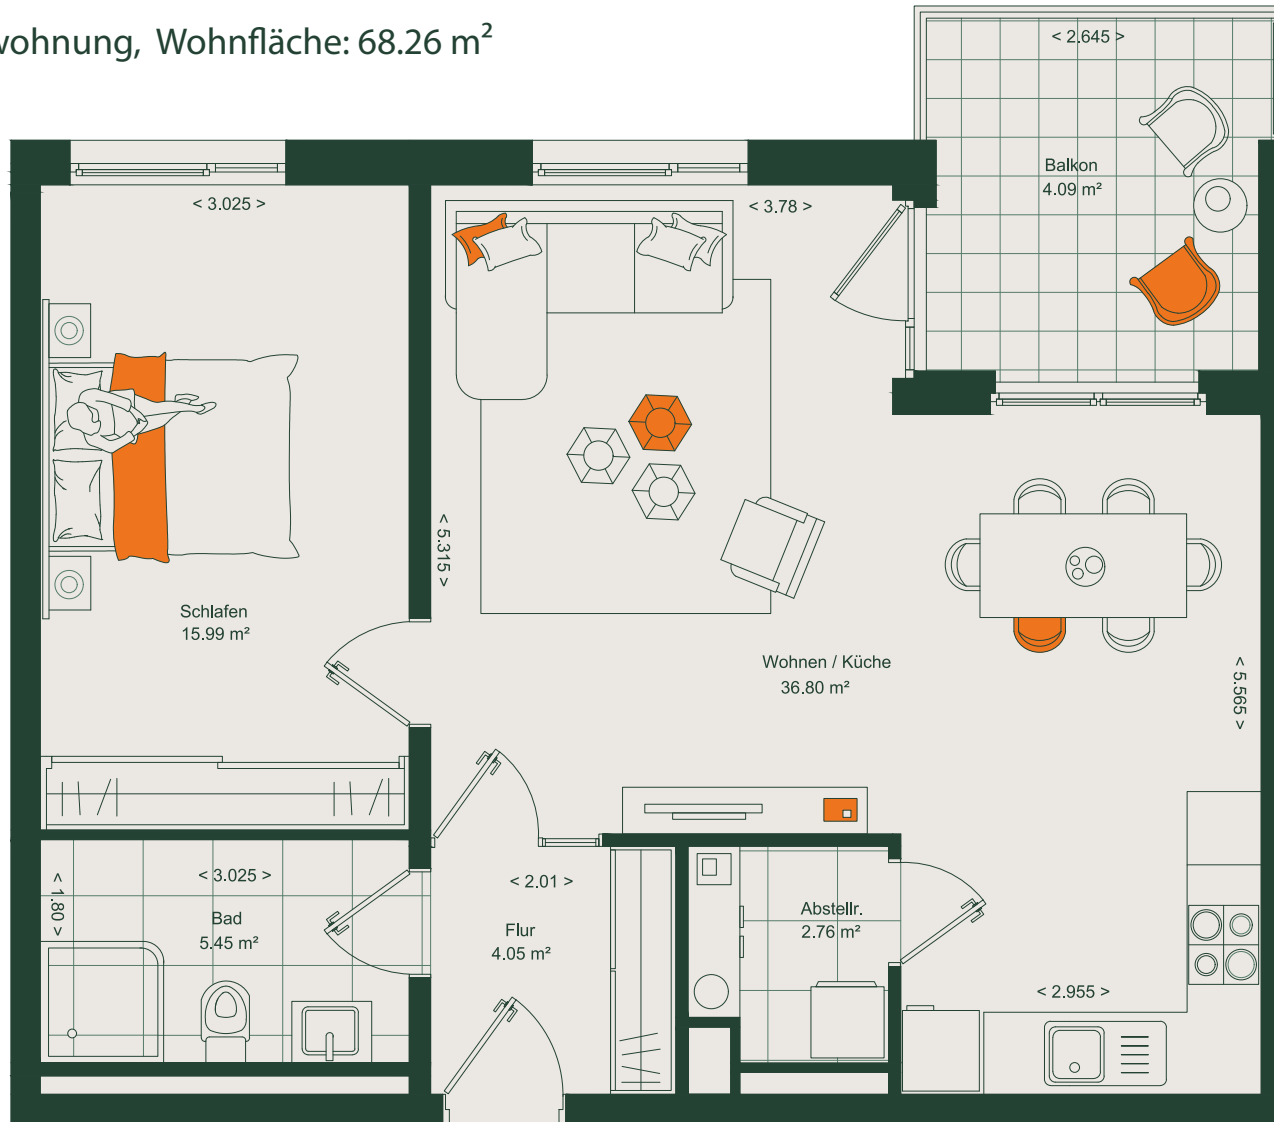 wohnung, Wohnfläche: 68.26 m²
< 2.645 >
Balkon
4.09 m²
< 3.025 >
< 3.78 >
< 5.315 >
Schlafen
15.99 m²
Wohnen / Küche
36.80 m²
< 5.565 >
< 1.80 >
< 3.025 >
Bad
5.45 m²
< 2.01 >
Flur
4.05 m²
Abstellr.
2.76 m²
< 2.955 >